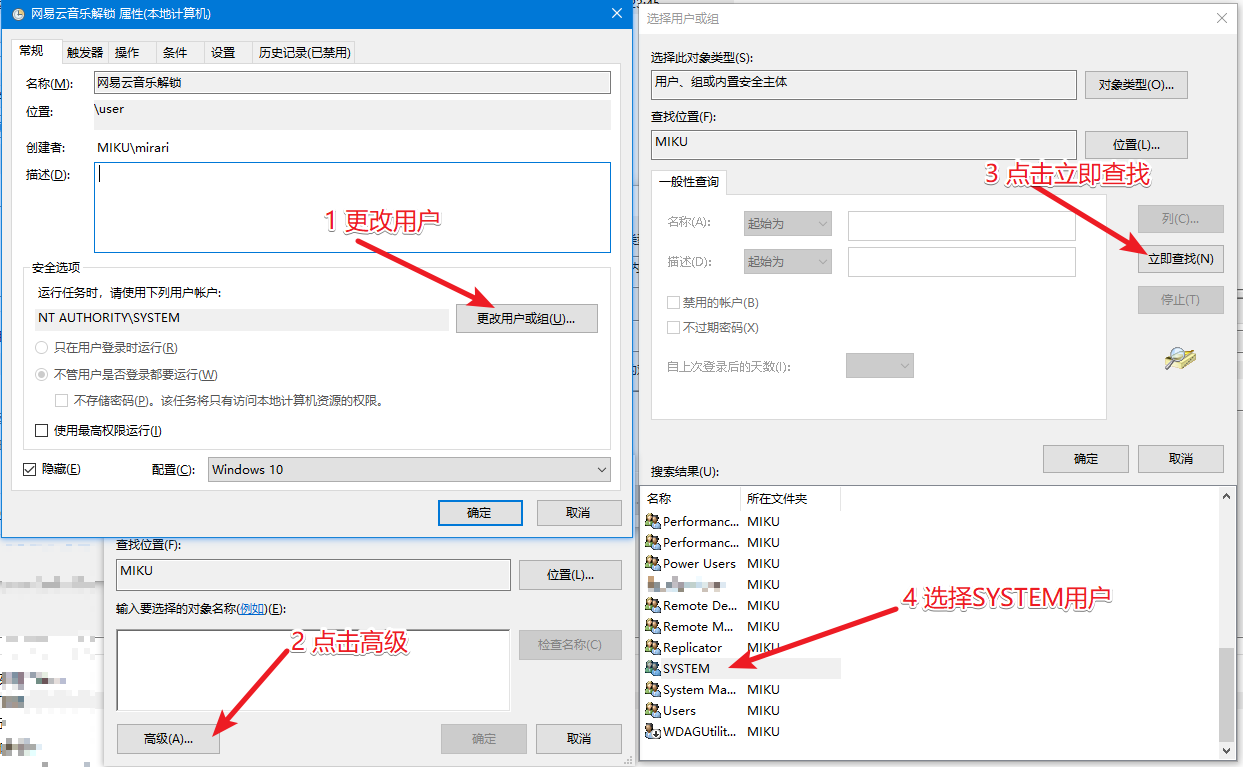 网易云音乐解锁 属性(本地计算机)
常规 触发器 操作 条件 设置 历史记录(已禁用)
名称(M): 网易云音乐解锁
位置: \user
创建者: MIKU\mirari
描述(D):
1 更改用户
安全选项
运行任务时，请使用下列用户帐户:
NT AUTHORITY\SYSTEM 更改用户或组(U)...
只在用户登录时运行(R)
不管用户是否登录都要运行(W)
不存储密码(P)。该任务将只有访问本地计算机资源的权限。
使用最高权限运行(I)
隐藏(E) 配置(C): Windows 10
确定 取消
查找位置(F):
MIKU 位置(L)...
输入要选择的对象名称(例如)(E):
检查名称(C)
2 点击高级
高级(A)... 确定 取消
选择用户或组
选择此对象类型(S):
用户、组或内置安全主体 对象类型(O)...
查找位置(F):
MIKU 位置(L)...
3 点击立即查找
一般性查询
名称(A): 起始为 列(C)...
描述(D): 起始为 立即查找(N)
禁用的帐户(B) 停止(T)
不过期密码(X)
自上次登录后的天数(I):
确定 取消
搜索结果(U):
名称 所在文件夹
Performanc... MIKU
Performanc... MIKU
Power Users MIKU
MIKU
Remote De... MIKU
Remote M... MIKU
Replicator MIKU
SYSTEM
System Ma... MIKU
Users MIKU
WDAGUtilit... MIKU
4 选择SYSTEM用户